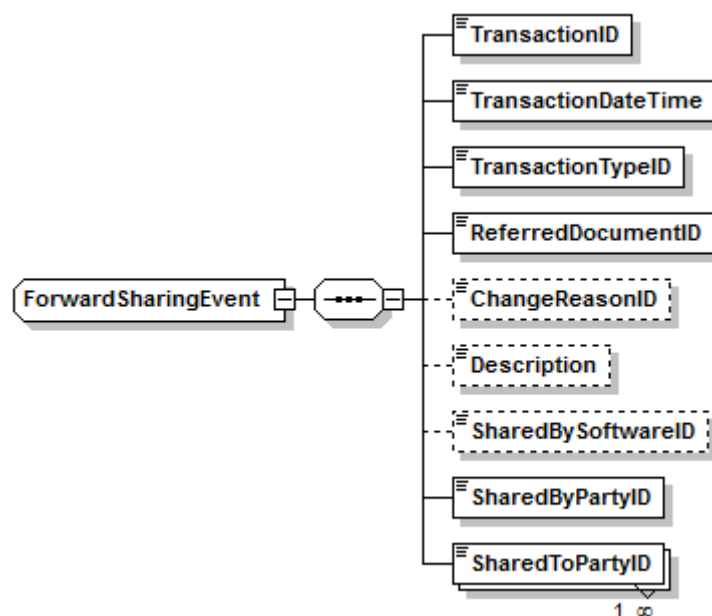 TransactionID
TransactionDateTime
TransactionTypeID
ReferredDocumentID
ForwardSharingEvent
ChangeReasonID
Description
SharedBySoftwareID
SharedByPartyID
SharedToPartyID
1..∞